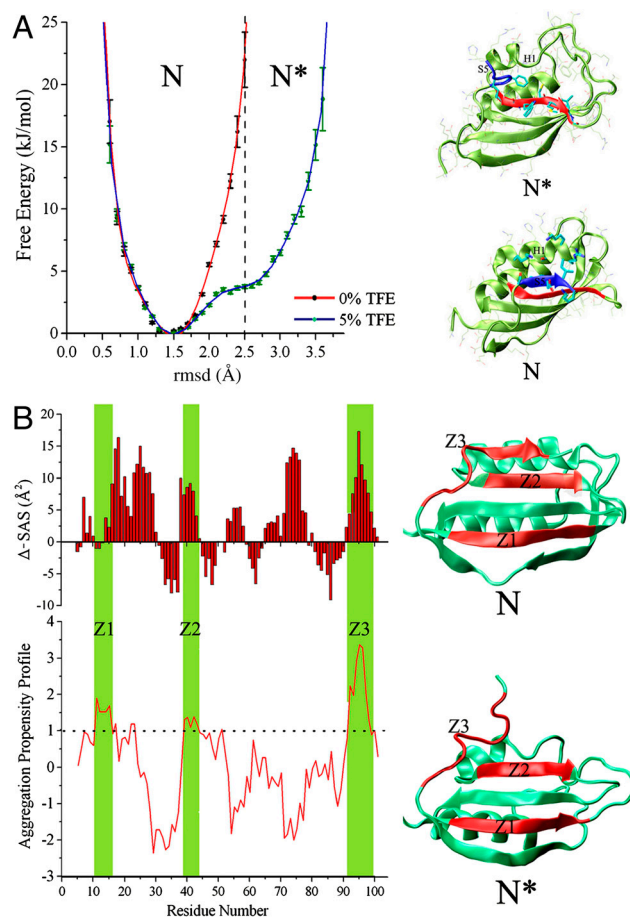 A
Free Energy (kJ/mol)
25
20
15
10
5
0
N
N*
0% TFE
5% TFE
0.0 0.5 1.0 1.5 2.0 2.5 3.0 3.5
rmsd (Å)
S5
H1
N*
H1
N
B
Δ-SAS (Å²)
20
15
10
5
0
-5
-10
Z1 Z2 Z3
Aggregation Propensity Profile
4
3
2
1
0
-1
-2
-3
0 10 20 30 40 50 60 70 80 90 100
Residue Number
Z3
Z2
Z1
N
Z3
Z2
Z1
N*